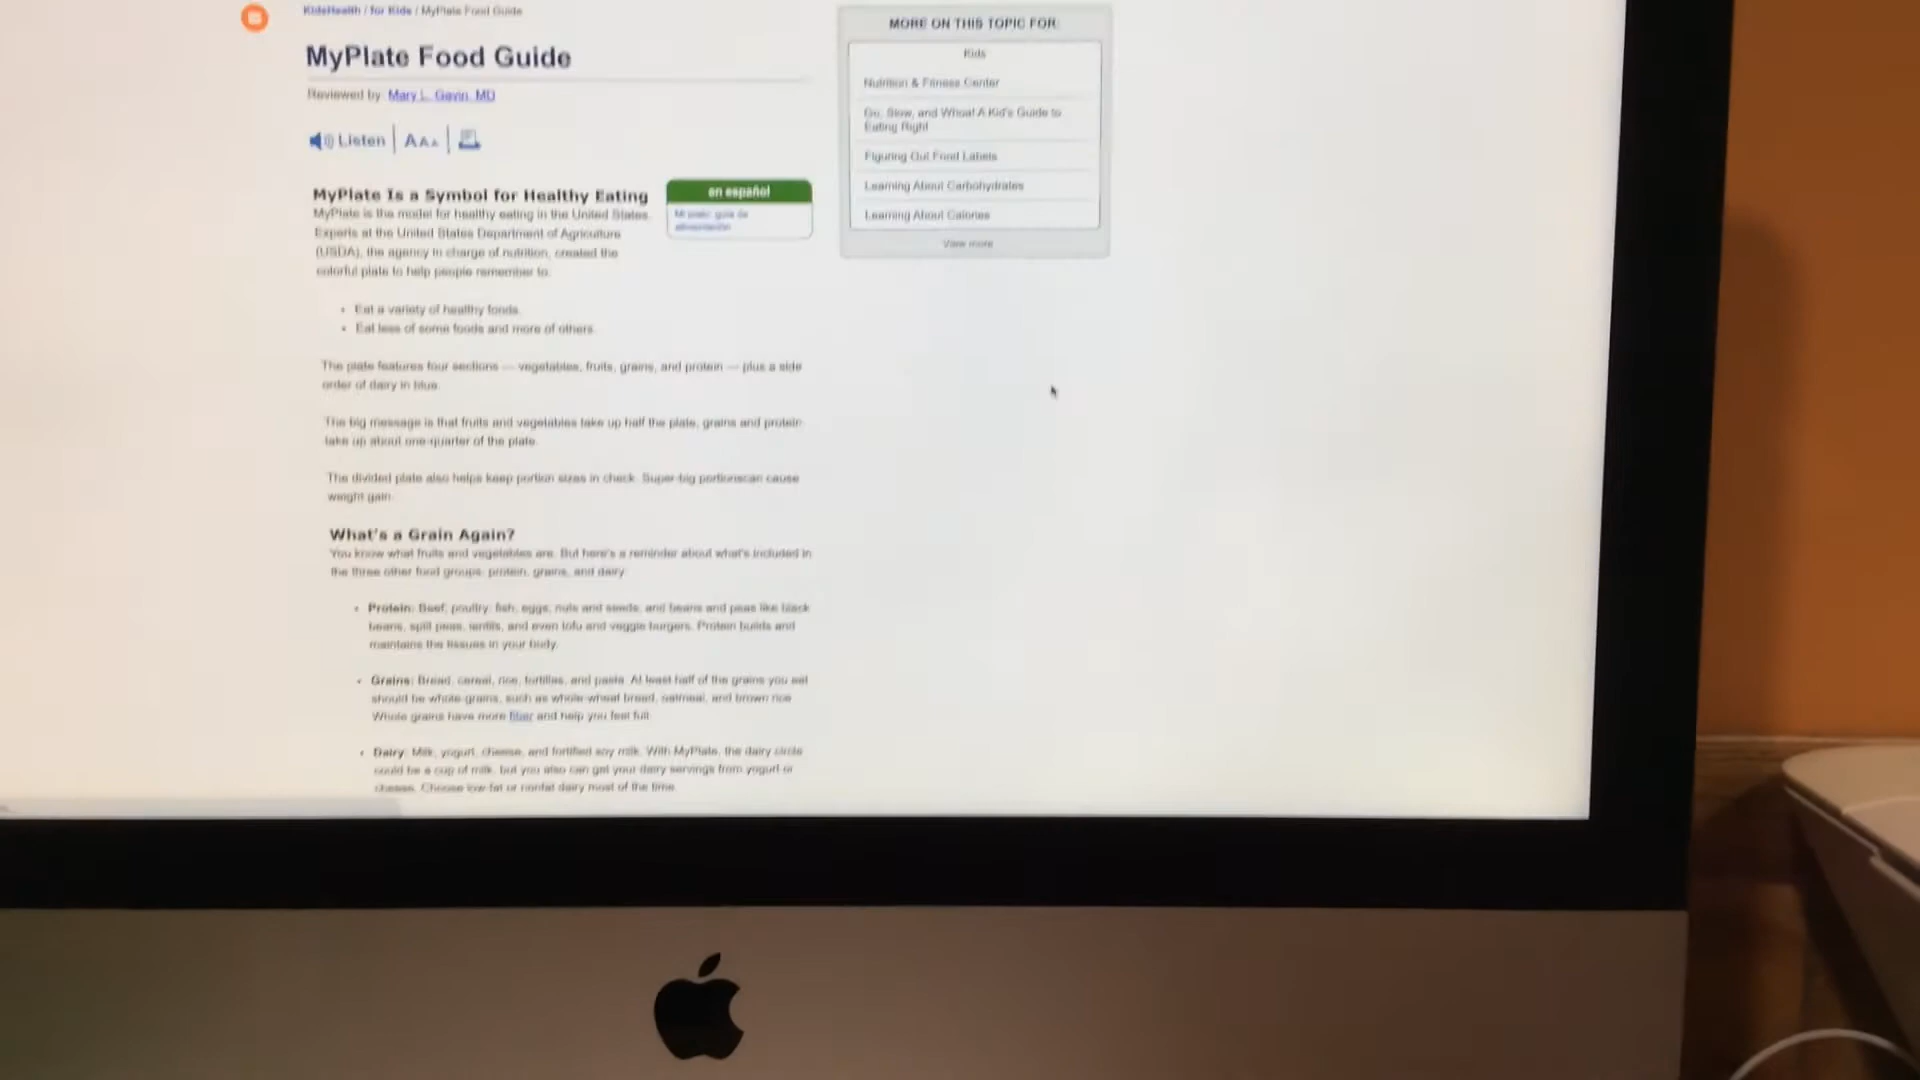 KidsHealth / for Kids / MyPlate Food Guide
MyPlate Food Guide
Reviewed by: Mary L. Gavin, MD
Listen
AAA
MyPlate Is a Symbol for Healthy Eating
MyPlate is the model for healthy eating in the United States.
Experts at the United States Department of Agriculture
(USDA), the agency in charge of nutrition, created the
colorful plate to help people remember to:
en español
Mi plato: guía de
alimentación
• Eat a variety of healthy foods.
• Eat less of some foods and more of others.
The plate features four sections — vegetables, fruits, grains, and protein — plus a side
order of dairy in blue.
The big message is that fruits and vegetables take up half the plate, grains and protein
take up about one-quarter of the plate.
The divided plate also helps keep portion sizes in check. Super-big portionscan cause
weight gain.
What's a Grain Again?
You know what fruits and vegetables are. But here's a reminder about what's included in
the three other food groups: protein, grains, and dairy:
• Protein: Beef; poultry; fish; eggs; nuts and seeds; and beans and peas like black
beans, split peas, lentils, and even tofu and veggie burgers. Protein builds and
maintains the tissues in your body.
• Grains: Bread, cereal, rice, tortillas, and pasta. At least half of the grains you eat
should be whole-grains, such as whole-wheat bread, oatmeal, and brown rice.
Whole grains have more fiber and help you feel full.
• Dairy: Milk, yogurt, cheese, and fortified soy milk. With MyPlate, the dairy circle
could be a cup of milk, but you also can get your dairy servings from yogurt or
cheese. Choose low-fat or nonfat dairy most of the time.
MORE ON THIS TOPIC FOR:
Kids
Nutrition & Fitness Center
Go, Slow, and Whoa! A Kid's Guide to
Eating Right
Figuring Out Food Labels
Learning About Carbohydrates
Learning About Calories
View more